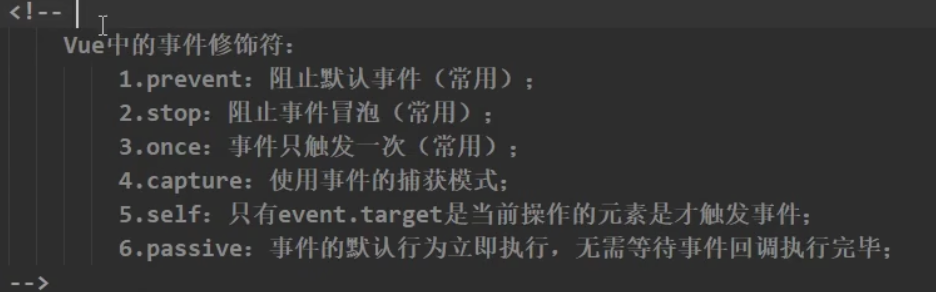 <!--
Vue中的事件修饰符：
1.prevent：阻止默认事件（常用）；
2.stop：阻止事件冒泡（常用）；
3.once：事件只触发一次（常用）；
4.capture：使用事件的捕获模式；
5.self：只有event.target是当前操作的元素是才触发事件；
6.passive：事件的默认行为立即执行，无需等待事件回调执行完毕；
-->